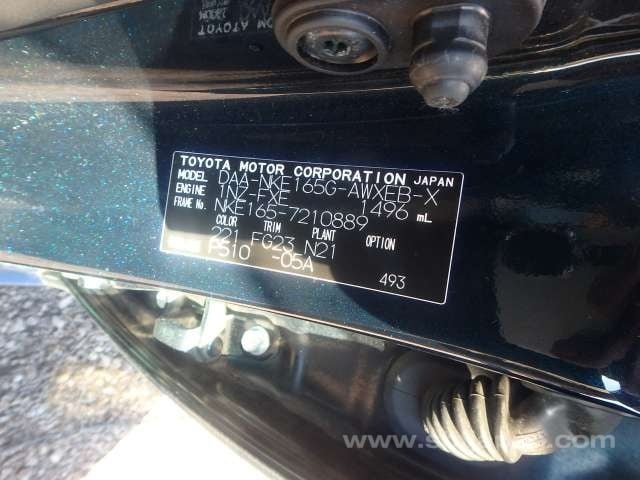 TOYOTA MOTOR CORPORATION JAPAN
MODEL DAA-NKE165G-AWXEB-X
ENGINE 1NZ-FXE 1496 mL
FRAME No. NKE165-7210889
COLOR TRIM PLANT OPTION
221 FG23 N21
F510 -05A
493